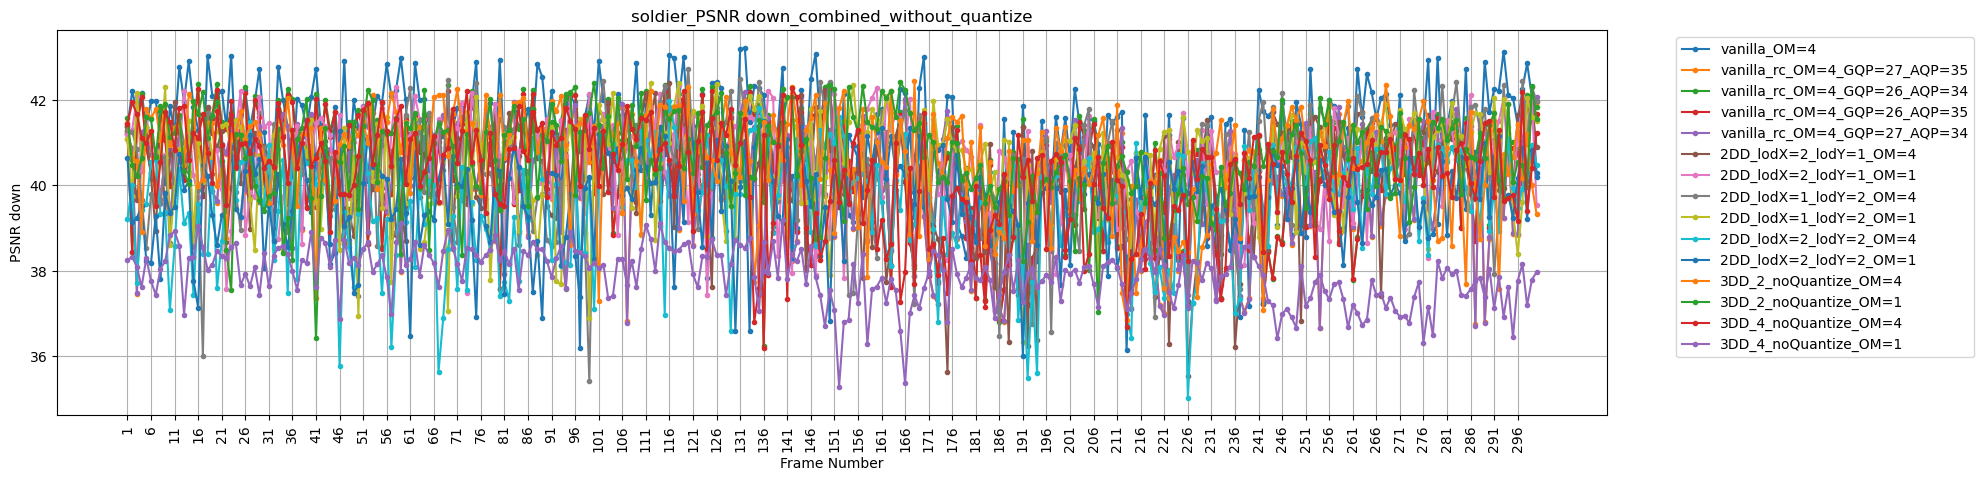 soldier_PSNR down_combined_without_quantize
PSNR down
42
40
38
36
1 6 11 16 21 26 31 36 41 46 51 56 61 66 71 76 81 86 91 96 101 106 111 116 121 126 131 136 141 146 151 156 161 166 171 176 181 186 191 196 201 206 211 216 221 226 231 236 241 246 251 256 261 266 271 276 281 286 291 296
Frame Number
vanilla_OM=4
vanilla_rc_OM=4_GQP=27_AQP=35
vanilla_rc_OM=4_GQP=26_AQP=34
vanilla_rc_OM=4_GQP=26_AQP=35
vanilla_rc_OM=4_GQP=27_AQP=34
2DD_lodX=2_lodY=1_OM=4
2DD_lodX=2_lodY=1_OM=1
2DD_lodX=1_lodY=2_OM=4
2DD_lodX=1_lodY=2_OM=1
2DD_lodX=2_lodY=2_OM=4
2DD_lodX=2_lodY=2_OM=1
3DD_2_noQuantize_OM=4
3DD_2_noQuantize_OM=1
3DD_4_noQuantize_OM=4
3DD_4_noQuantize_OM=1